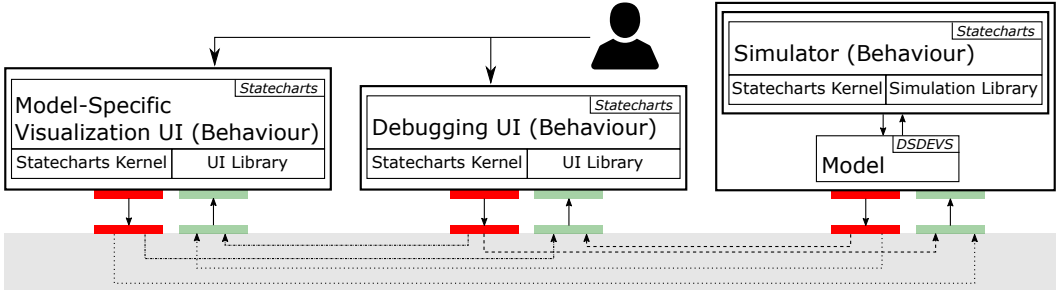 Statecharts
Model-Specific
Visualization UI (Behaviour)
Statecharts Kernel
UI Library
Statecharts
Debugging UI (Behaviour)
Statecharts Kernel
UI Library
Statecharts
Simulator (Behaviour)
Statecharts Kernel
Simulation Library
DSDEVS
Model